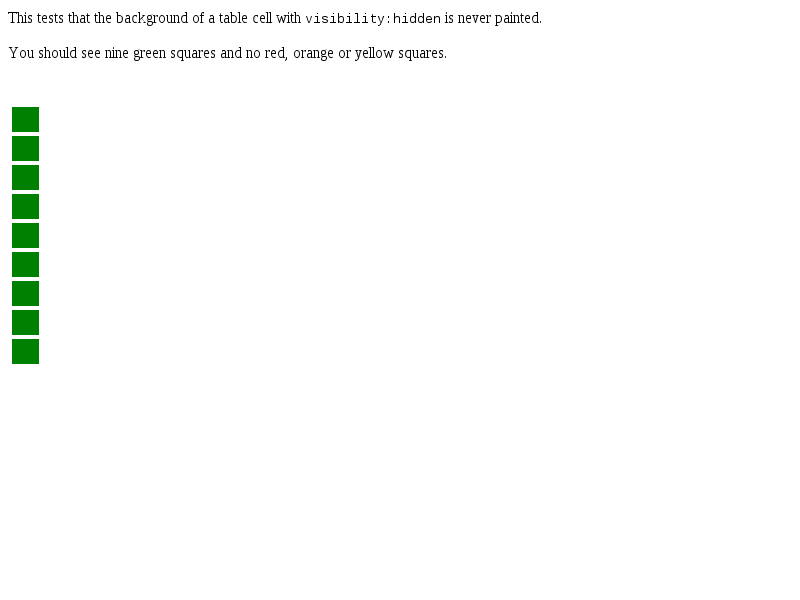 This tests that the background of a table cell with visibility:hidden is never painted.
You should see nine green squares and no red, orange or yellow squares.